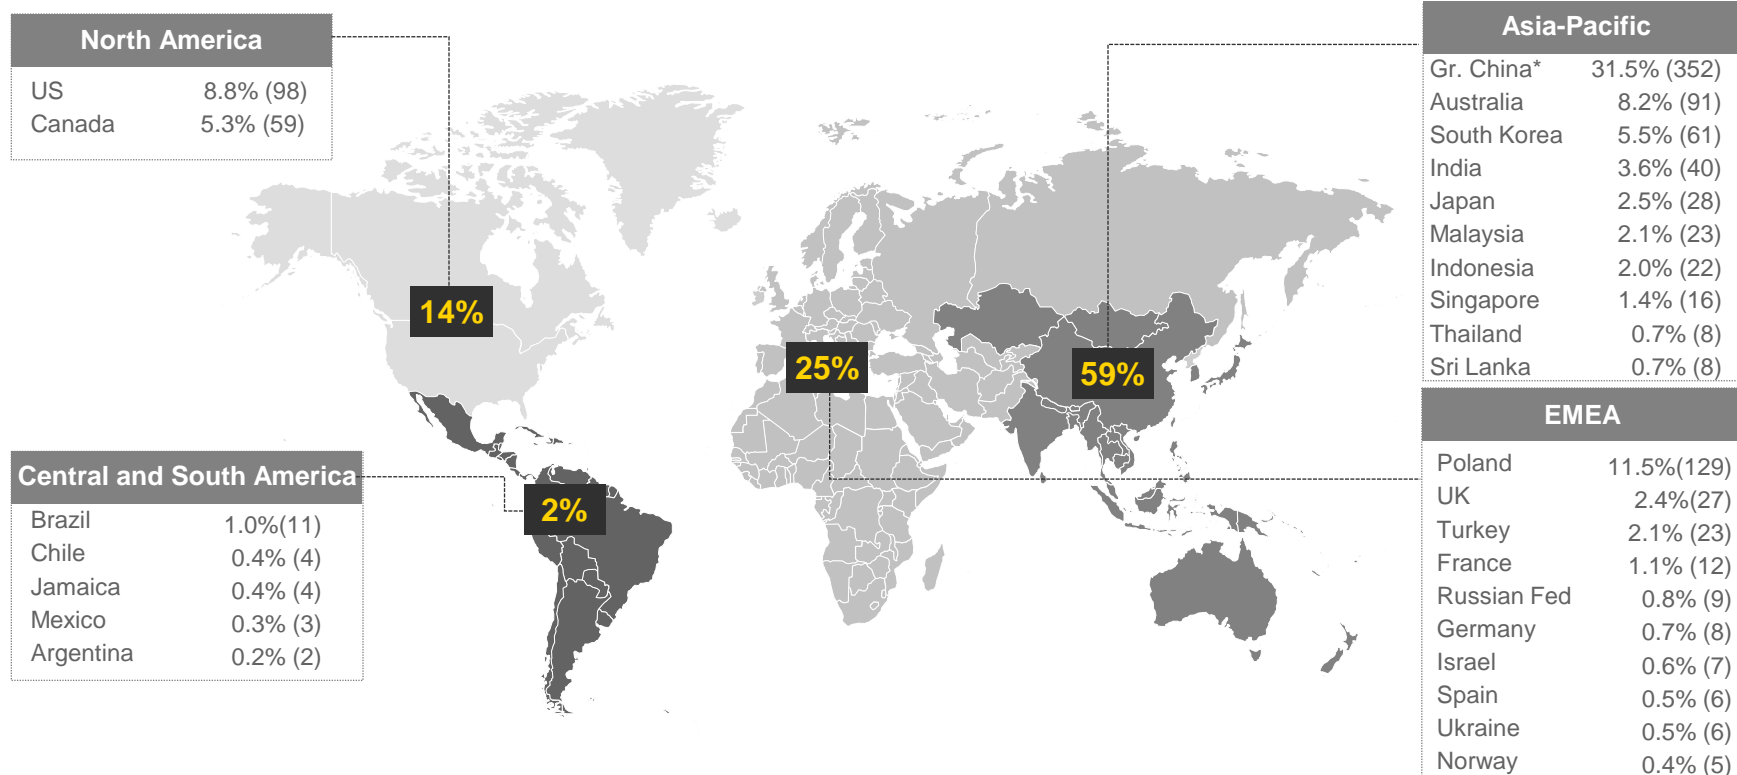 North America
US 8.8% (98)
Canada 5.3% (59)
14%
Central and South America
Brazil 1.0%(11)
Chile 0.4% (4)
Jamaica 0.4% (4)
Mexico 0.3% (3)
Argentina 0.2% (2)
2%
25%
59%
Asia-Pacific
Gr. China* 31.5% (352)
Australia 8.2% (91)
South Korea 5.5% (61)
India 3.6% (40)
Japan 2.5% (28)
Malaysia 2.1% (23)
Indonesia 2.0% (22)
Singapore 1.4% (16)
Thailand 0.7% (8)
Sri Lanka 0.7% (8)
EMEA
Poland 11.5%(129)
UK 2.4%(27)
Turkey 2.1% (23)
France 1.1% (12)
Russian Fed 0.8% (9)
Germany 0.7% (8)
Israel 0.6% (7)
Spain 0.5% (6)
Ukraine 0.5% (6)
Norway 0.4% (5)